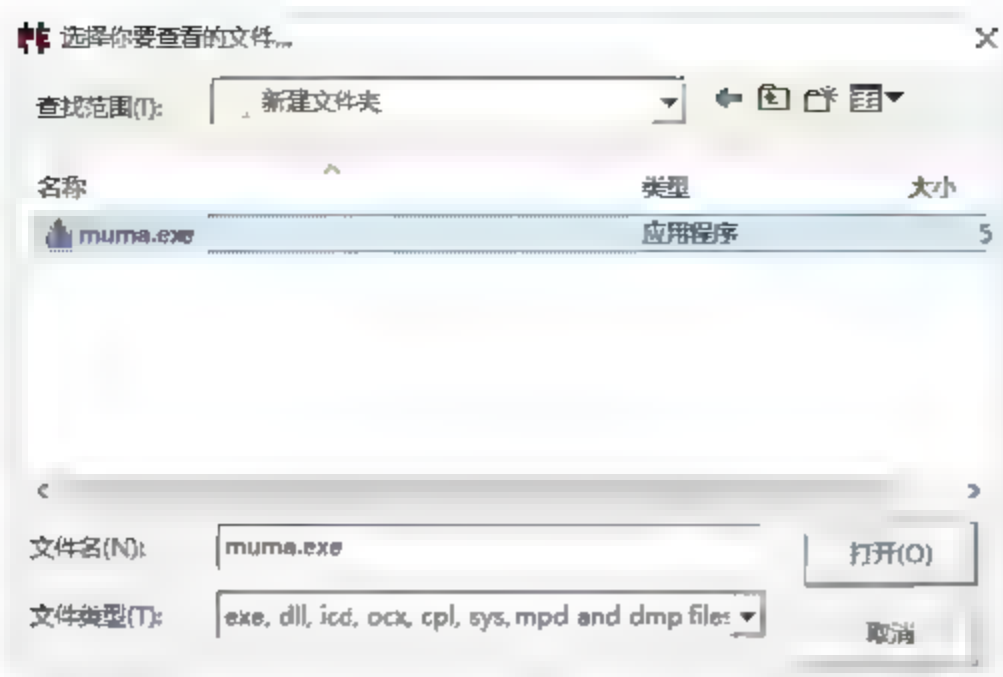 选择你要查看的文件...
查找范围(I): 新建文件夹
名称 类型 大小
muma.exe 应用程序 5
文件名(N): muma.exe 打开(O)
文件类型(T): exe, dll, icd, ocx, cpl, sys, mpd and dmp files
取消